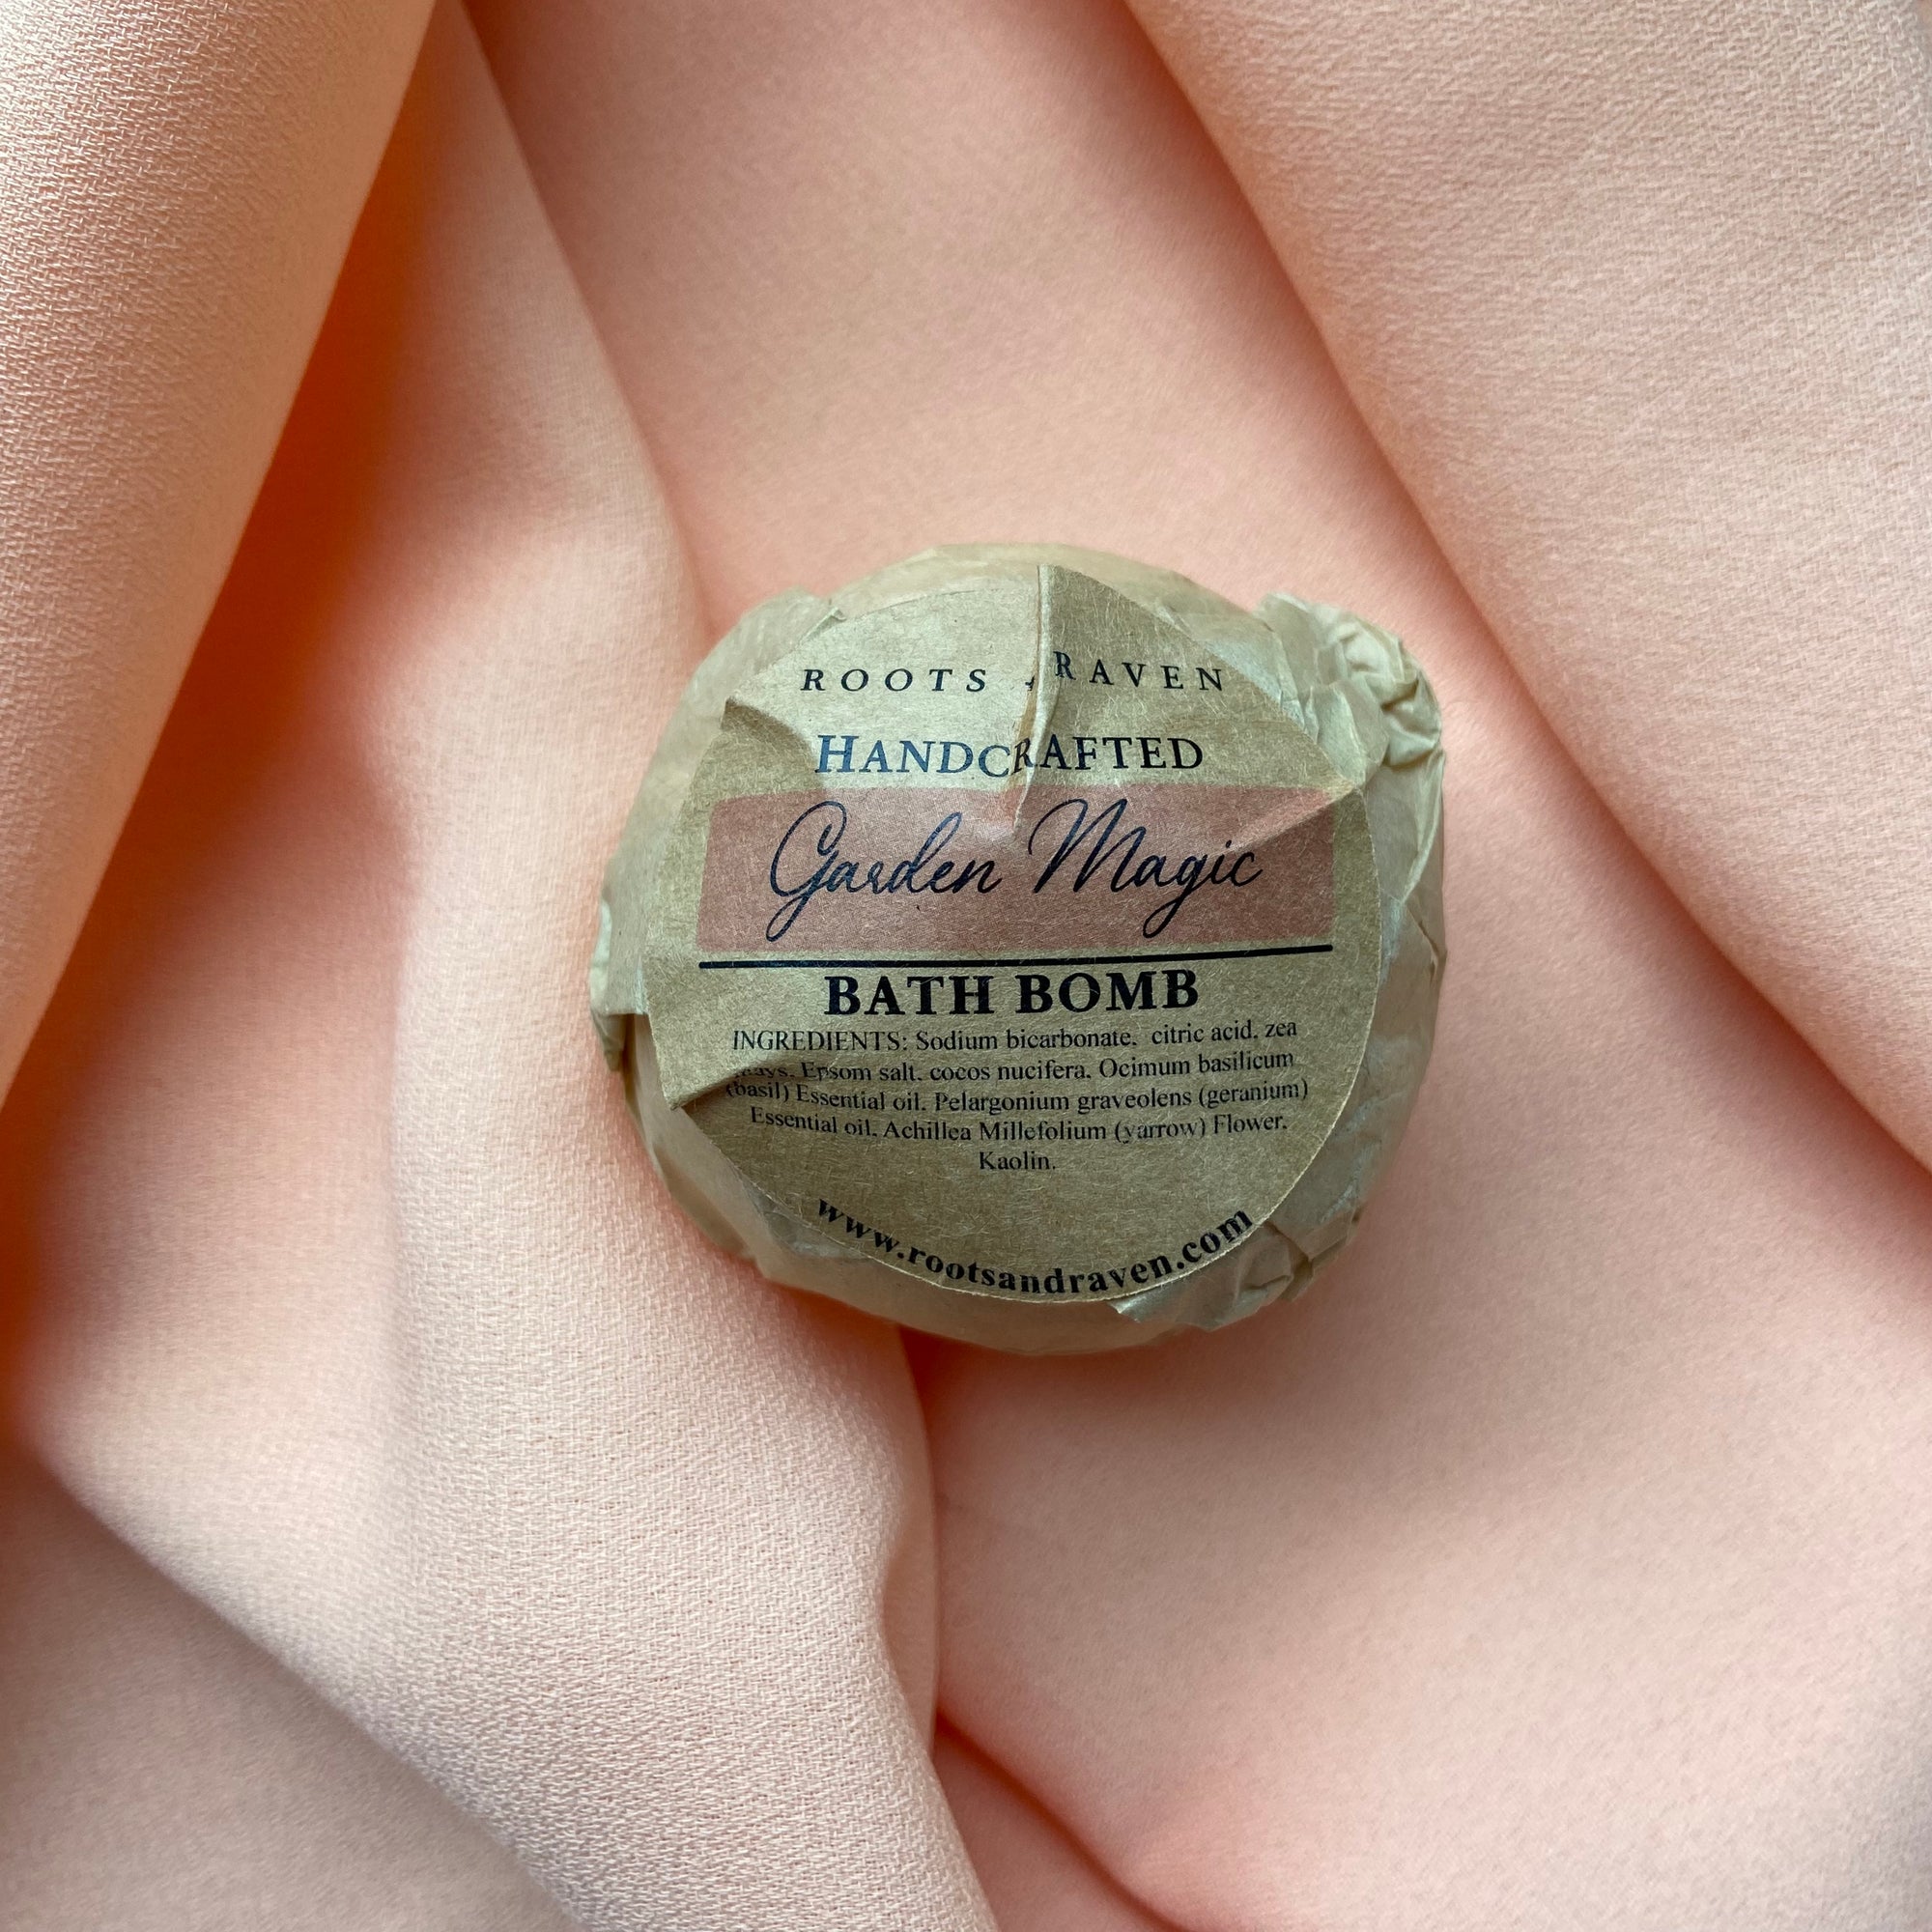 ROOTS RAVEN
HANDCRAFTED
Garden Magic
BATH BOMB
INGREDIENTS: Sodium bicarbonate, citric acid, zea
mays, Epsom salt, cocos nucifera, Ocimum basilicum
(basil) Essential oil, Pelargonium graveolens (geranium)
Essential oil, Achillea Millefolium (yarrow) Flower,
Kaolin.
www.rootsandraven.com